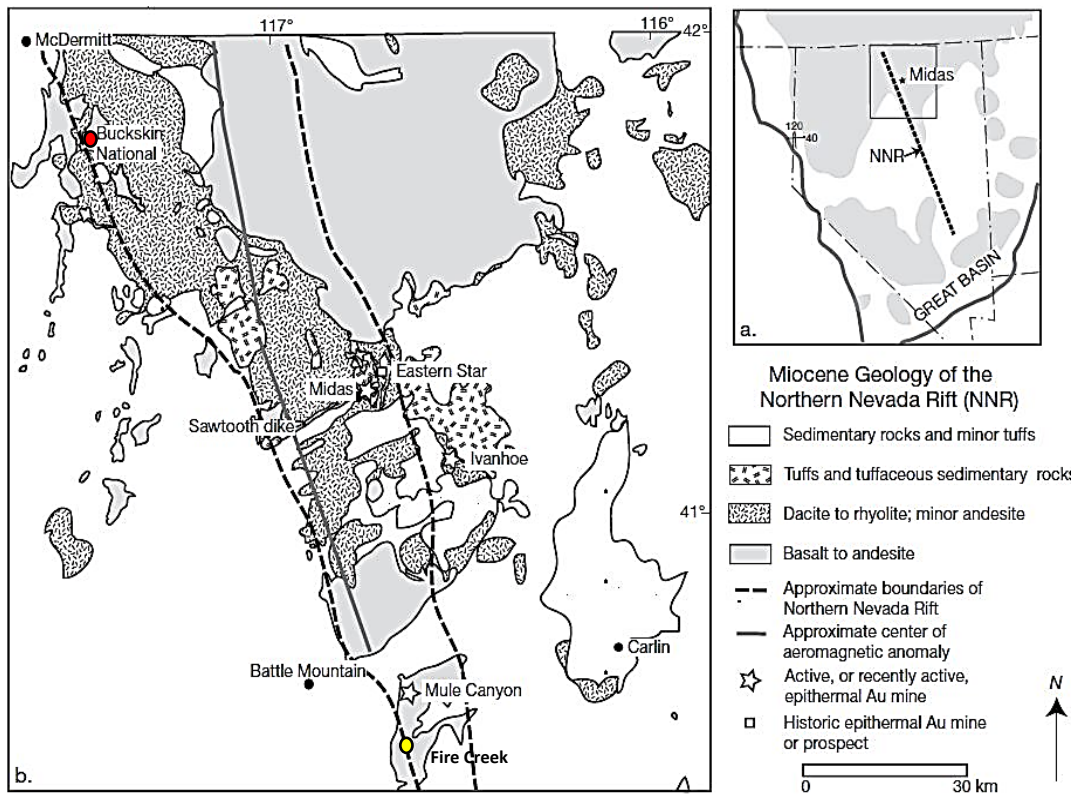 117°
116°
42°
McDermitt
Buckskin
National
Eastern Star
Midas
Sawtooth dike
Ivanhoe
41°
Carlin
Battle Mountain
Mule Canyon
Fire Creek
b.
Midas
120
40
NNR
GREAT BASIN
a.
Miocene Geology of the
Northern Nevada Rift (NNR)
Sedimentary rocks and minor tuffs
Tuffs and tuffaceous sedimentary rocks
Dacite to rhyolite; minor andesite
Basalt to andesite
Approximate boundaries of
Northern Nevada Rift
Approximate center of
aeromagnetic anomaly
Active, or recently active,
epithermal Au mine
Historic epithermal Au mine
or prospect
N
0 30 km